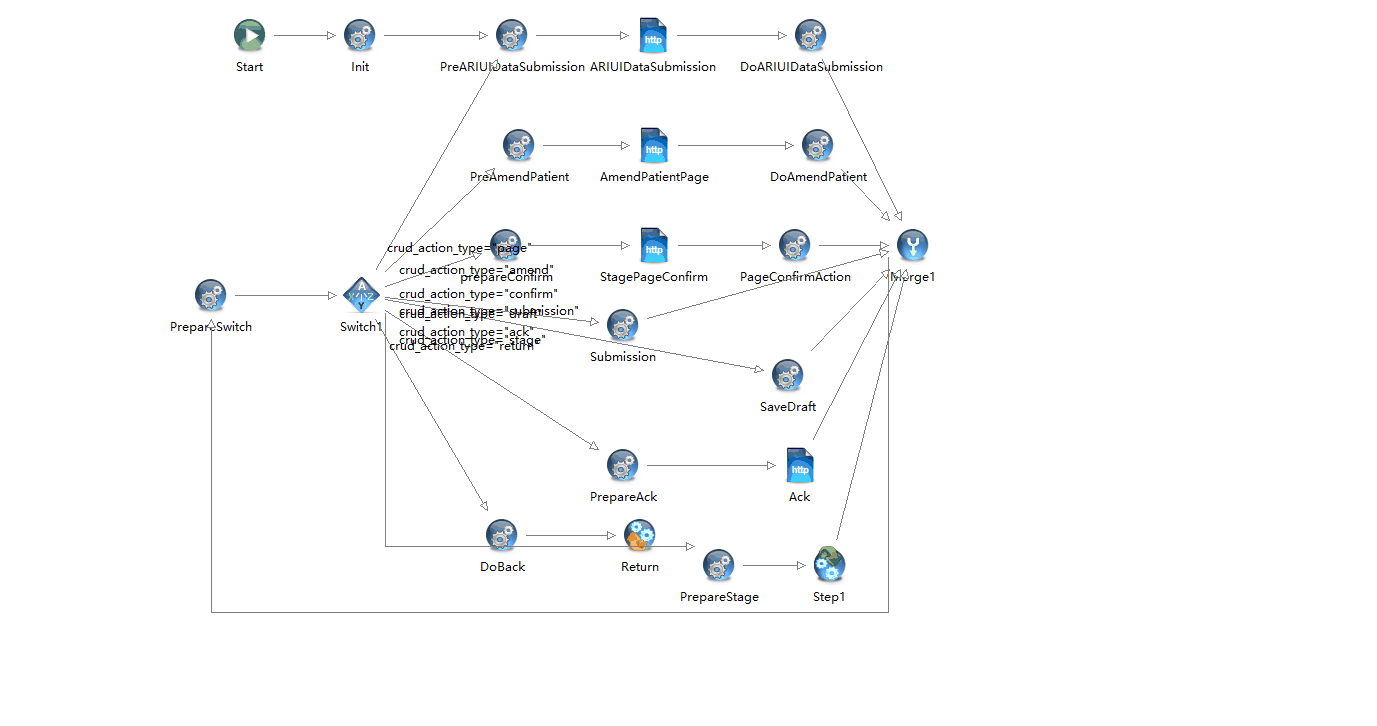 Start
Init
PreARIUIDataSubmission
http
ARIUIDataSubmission
DoARIUIDataSubmission
PreAmendPatient
http
AmendPatientPage
DoAmendPatient
crud_action_type="page"
prepareConfirm
http
StagePageConfirm
PageConfirmAction
Merge1
crud_action_type="amend"
crud_action_type="confirm"
PrepareSwitch
A
Y
Switch1
crud_action_type="submission"
crud_action_type="draft"
crud_action_type="ack"
crud_action_type="stage"
crud_action_type="return"
Submission
SaveDraft
PrepareAck
http
Ack
DoBack
Return
PrepareStage
Step1